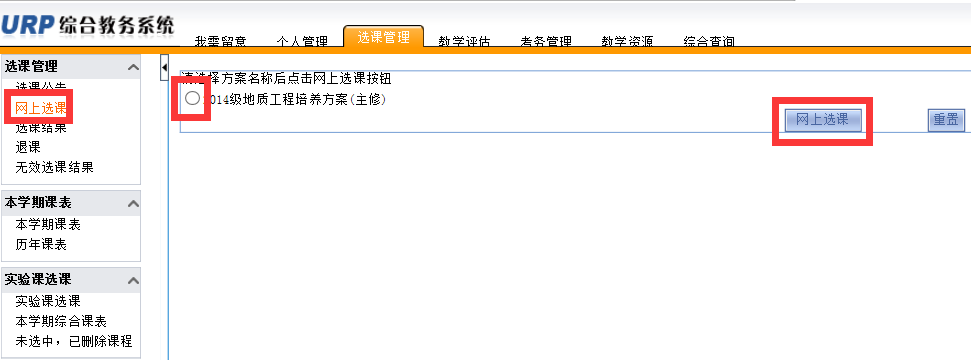 URP 综合教务系统
我需留意 个人管理 选课管理 教学评估 考务管理 教学资源 综合查询
选课管理
选课公告
网上选课
选课结果
退课
无效选课结果
本学期课表
本学期课表
历年课表
实验课选课
实验课选课
本学期综合课表
未选中，已删除课程
请选择方案名称后点击网上选课按钮
2014级地质工程培养方案(主修)
网上选课 重置